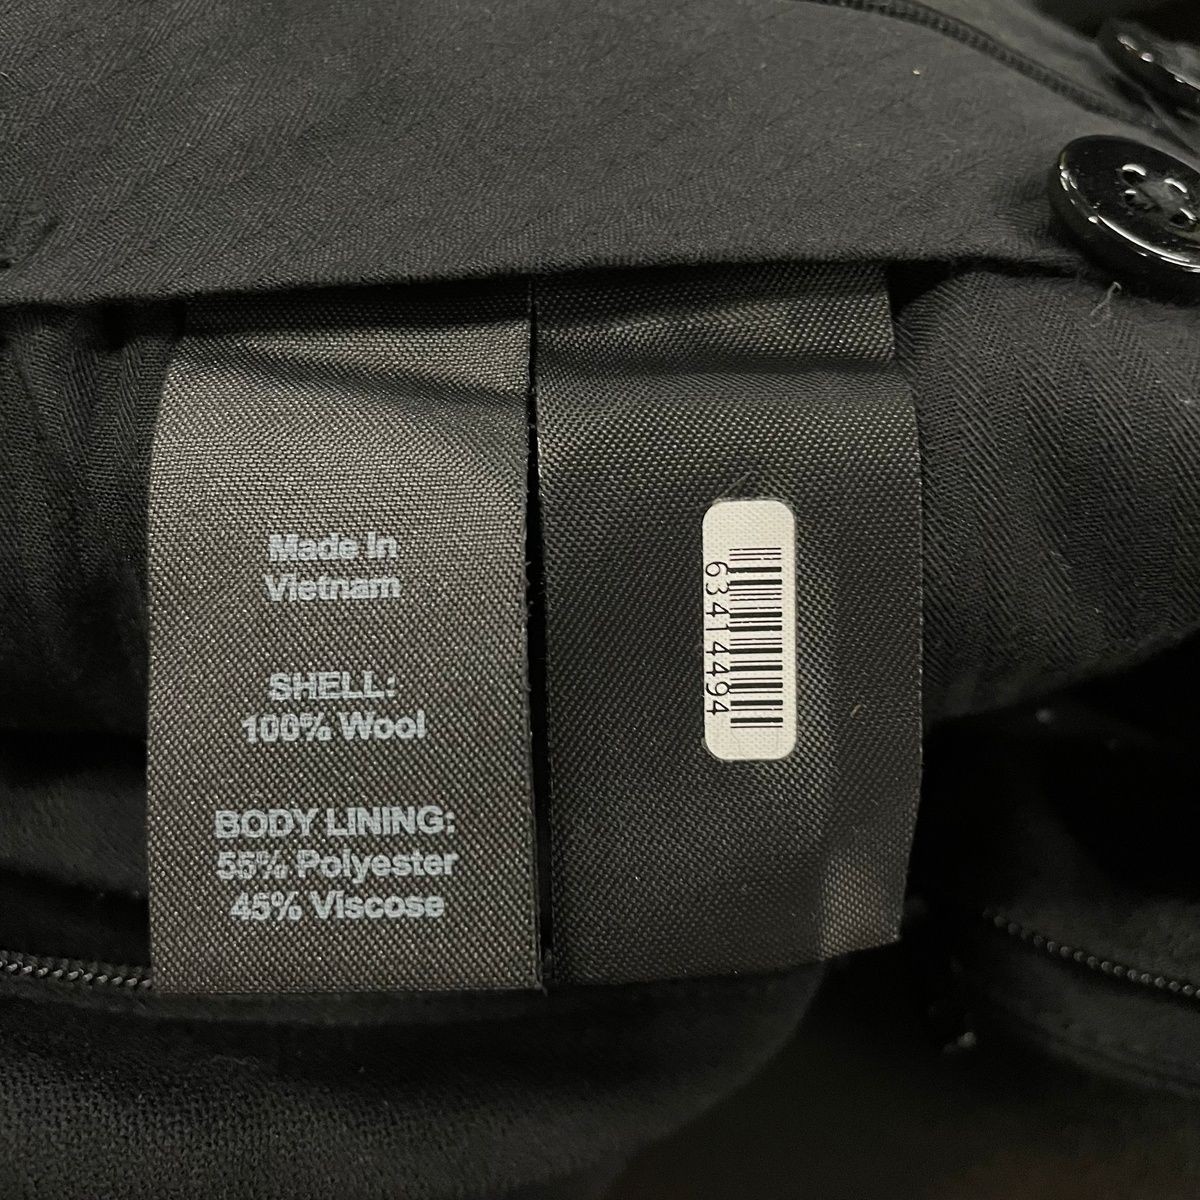 Made In
Vietnam
SHELL:
100% Wool
BODY LINING:
55% Polyester
45% Viscose
63414494